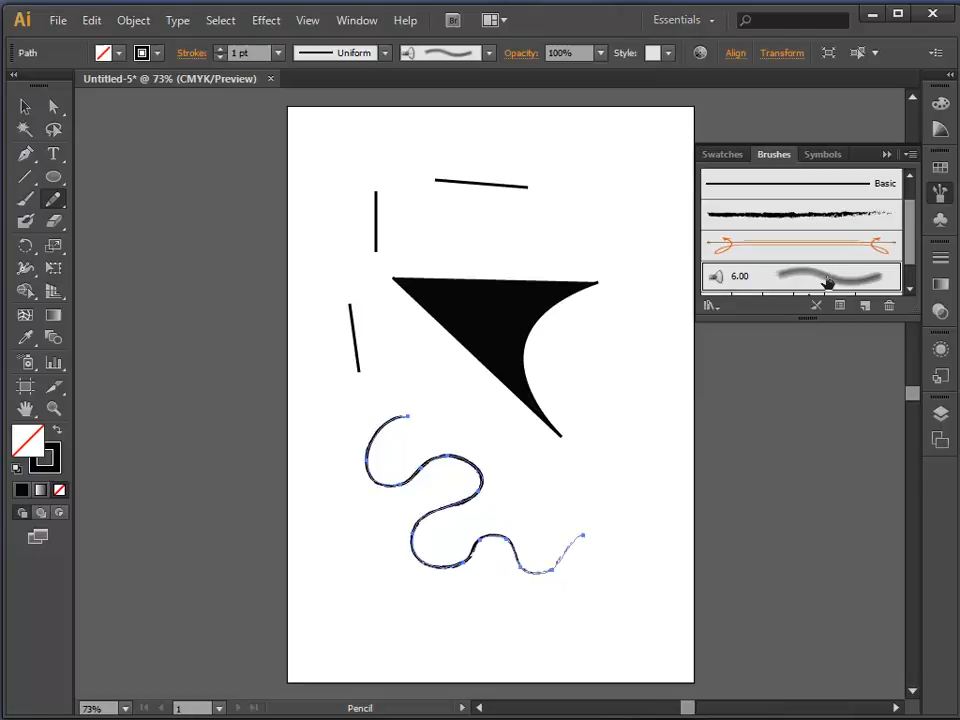 Ai File Edit Object Type Select Effect View Window Help Br Essentials
Path Stroke: 1 pt Uniform Opacity: 100% Style: Align Transform
Untitled-5* @ 73% (CMYK/Preview)
Swatches Brushes Symbols
Basic
6.00
T
73% 1 Pencil